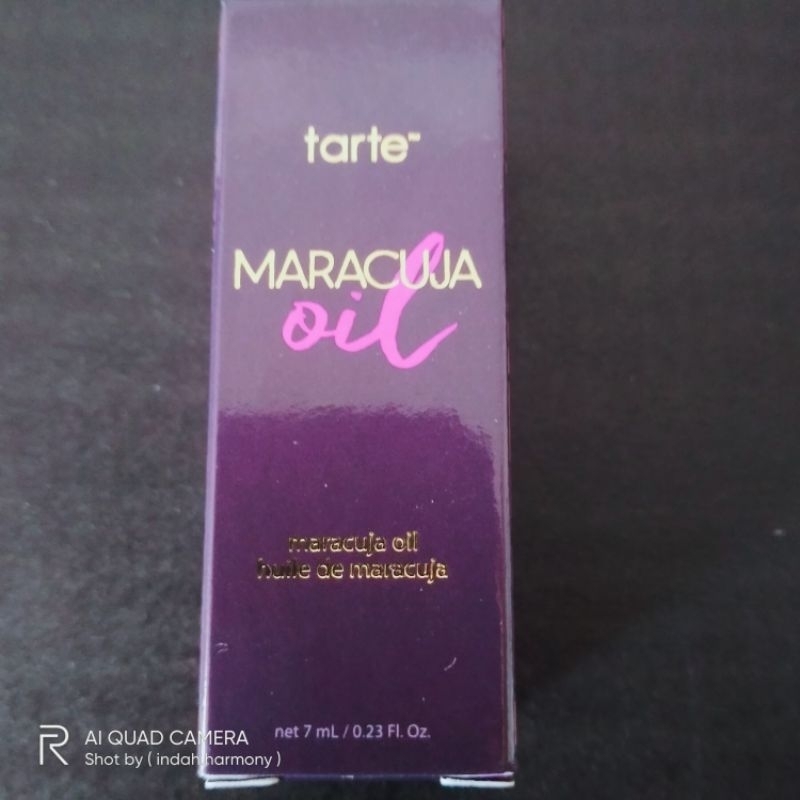 tarte™
MARACUJA
oil
maracuja oil
huile de maracuja
net 7 mL / 0.23 Fl. Oz.
R AI QUAD CAMERA
Shot by ( indah harmony )